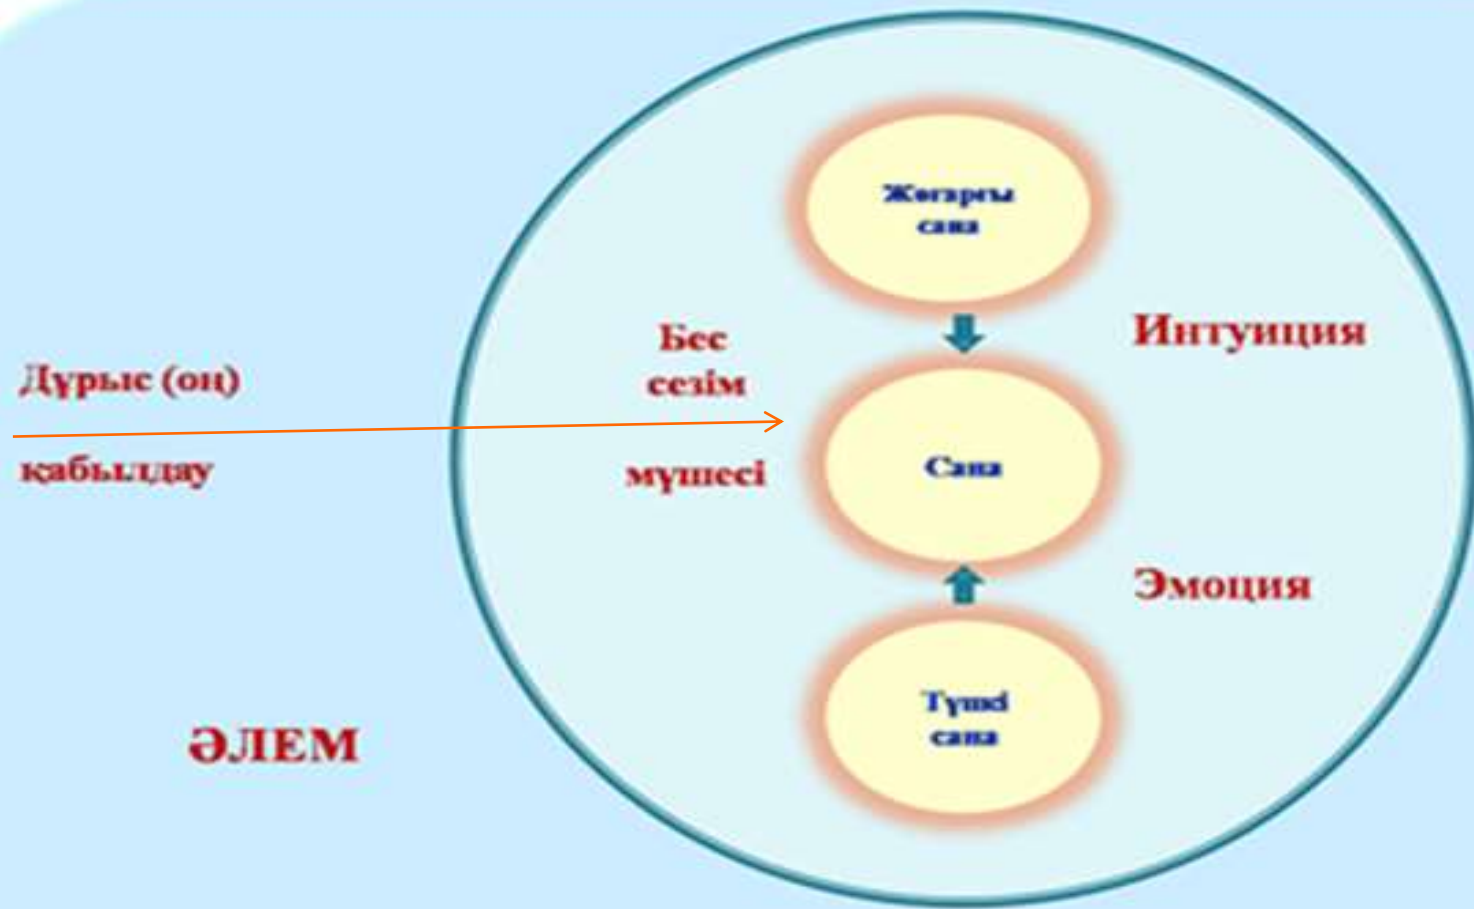 Жоғарғы
сана
Интуиция
Бес
сезім
мүшесі
Дұрыс (оң)
қабылдау
Сана
Эмоция
Түпкі
сана
ӘЛЕМ